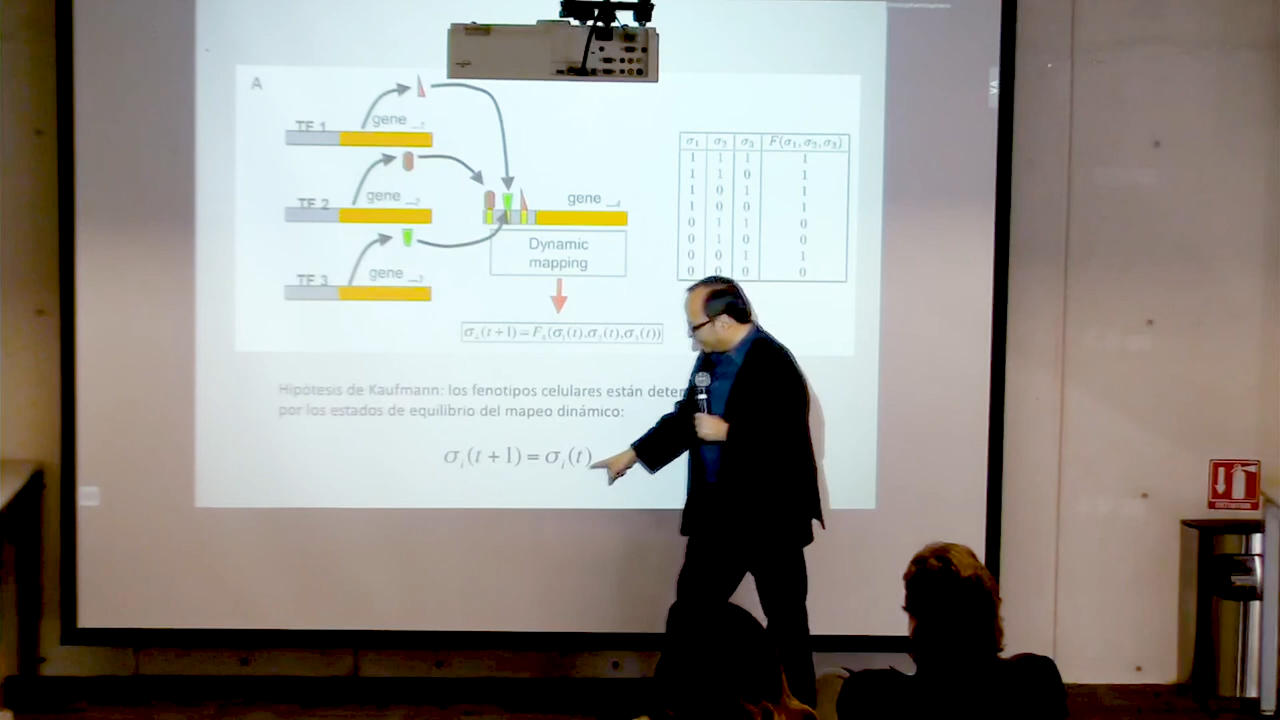 A
TF 1
gene
TF 2
gene
TF 3
gene
gene
Dynamic
mapping
σ₄(t+1)=F₄(σ₁(t),σ₂(t),σ₃(t))
σ₁ σ₂ σ₃ F(σ₁,σ₂,σ₃)
1 1 1 1
1 1 0 1
1 0 1 1
1 0 0 1
0 1 1 0
0 1 0 0
0 0 1 1
0 0 0 0
Hipótesis de Kaufmann: los fenotipos celulares están deter
por los estados de equilibrio del mapeo dinámico:
σᵢ(t+1)=σᵢ(t)